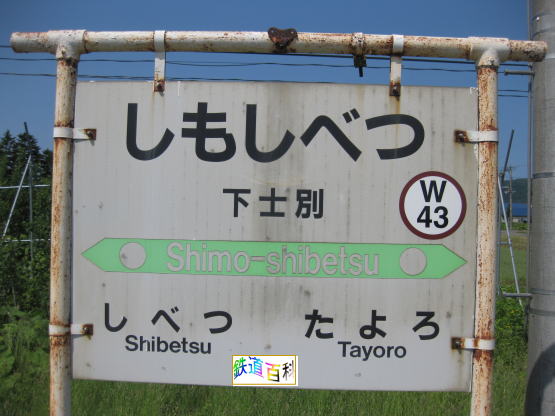 しもしべつ
下士別
W
43
Shimo-shibetsu
しべつ たよろ
Shibetsu Tayoro
鉄道百科